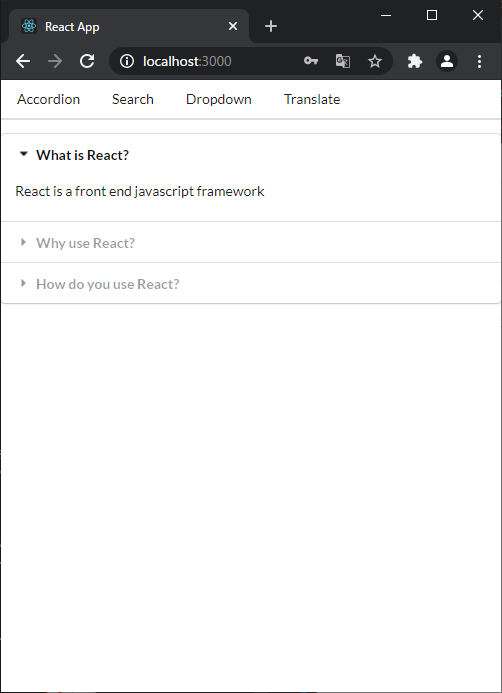 React App
localhost:3000
Accordion Search Dropdown Translate
What is React?
React is a front end javascript framework
Why use React?
How do you use React?